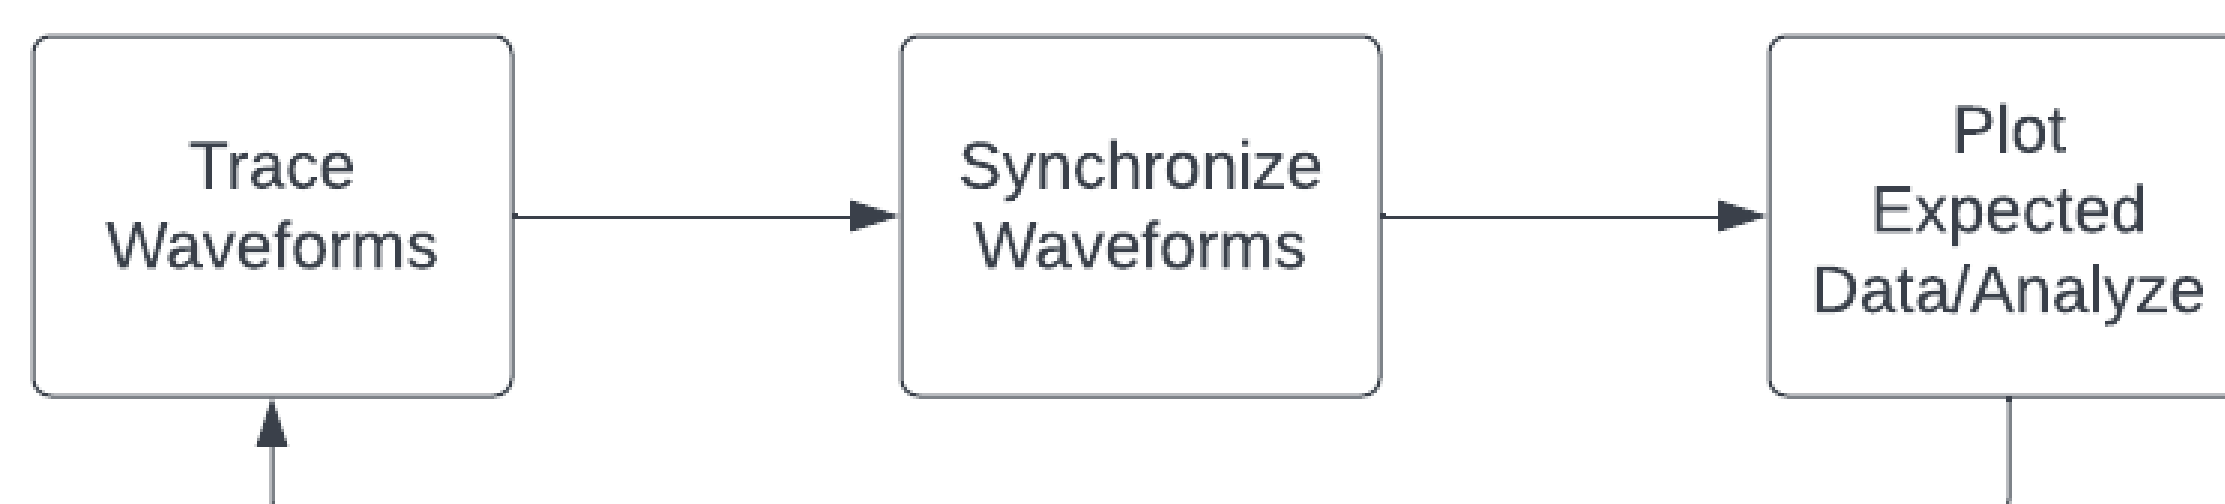 Trace
Waveforms
Synchronize
Waveforms
Plot
Expected
Data/Analyze